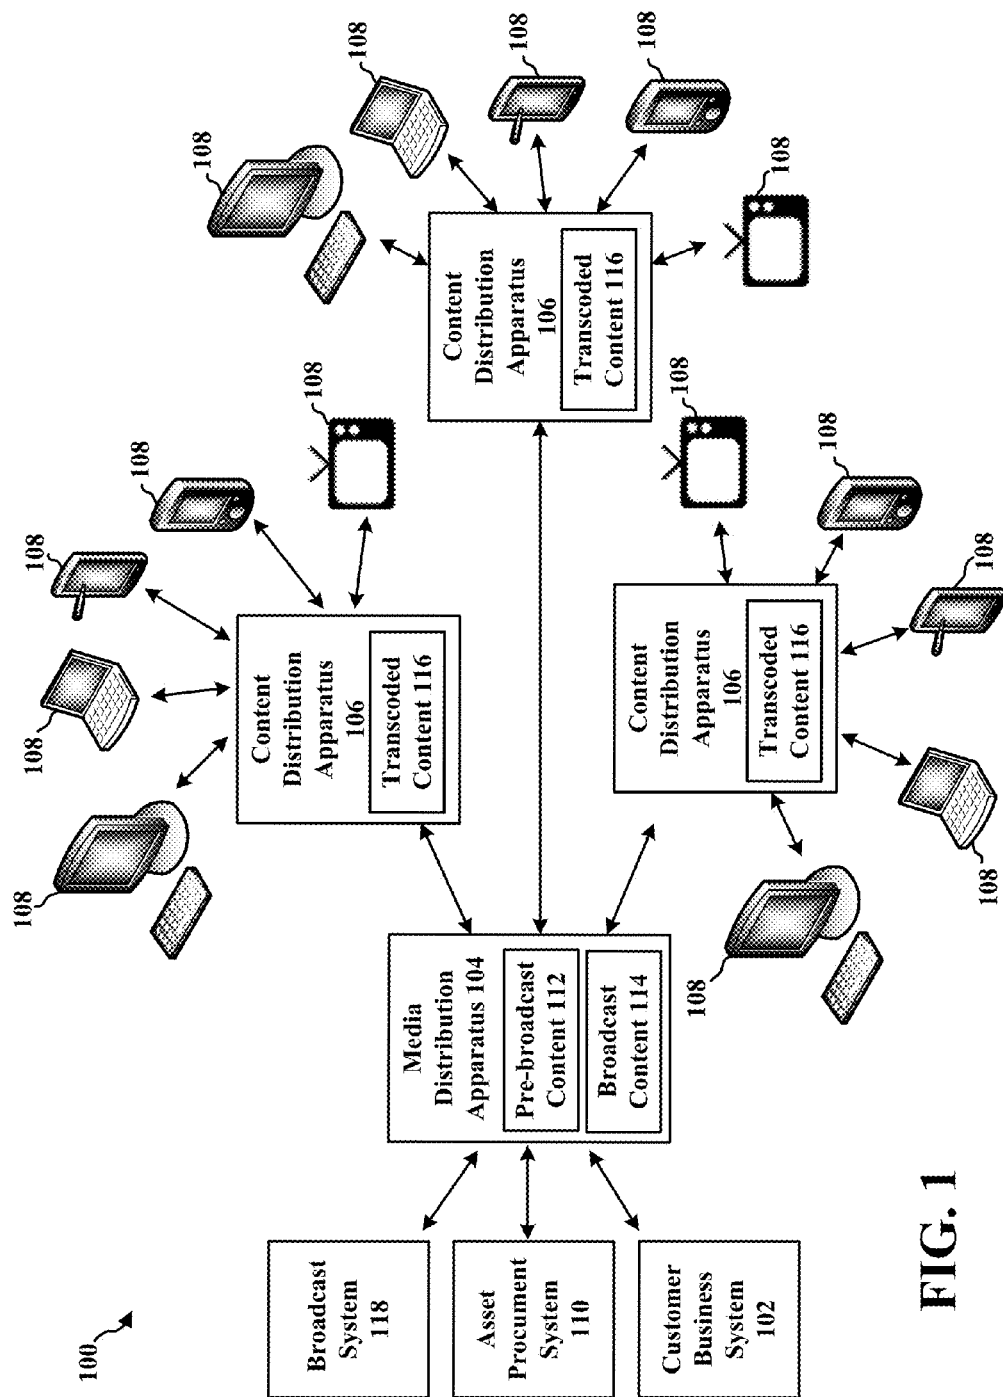 100
Broadcast
System
118
Asset
Procument
System
110
Customer
Business
System
102
Media
Distribution
Apparatus 104
Pre-broadcast
Content 112
Broadcast
Content 114
Content
Distribution
Apparatus
106
Transcoded
Content 116
108
108
108
108
108
Content
Distribution
Apparatus
106
Transcoded
Content 116
108
108
108
108
108
Content
Distribution
Apparatus
106
Transcoded
Content 116
108
108
108
108
108
FIG. 1